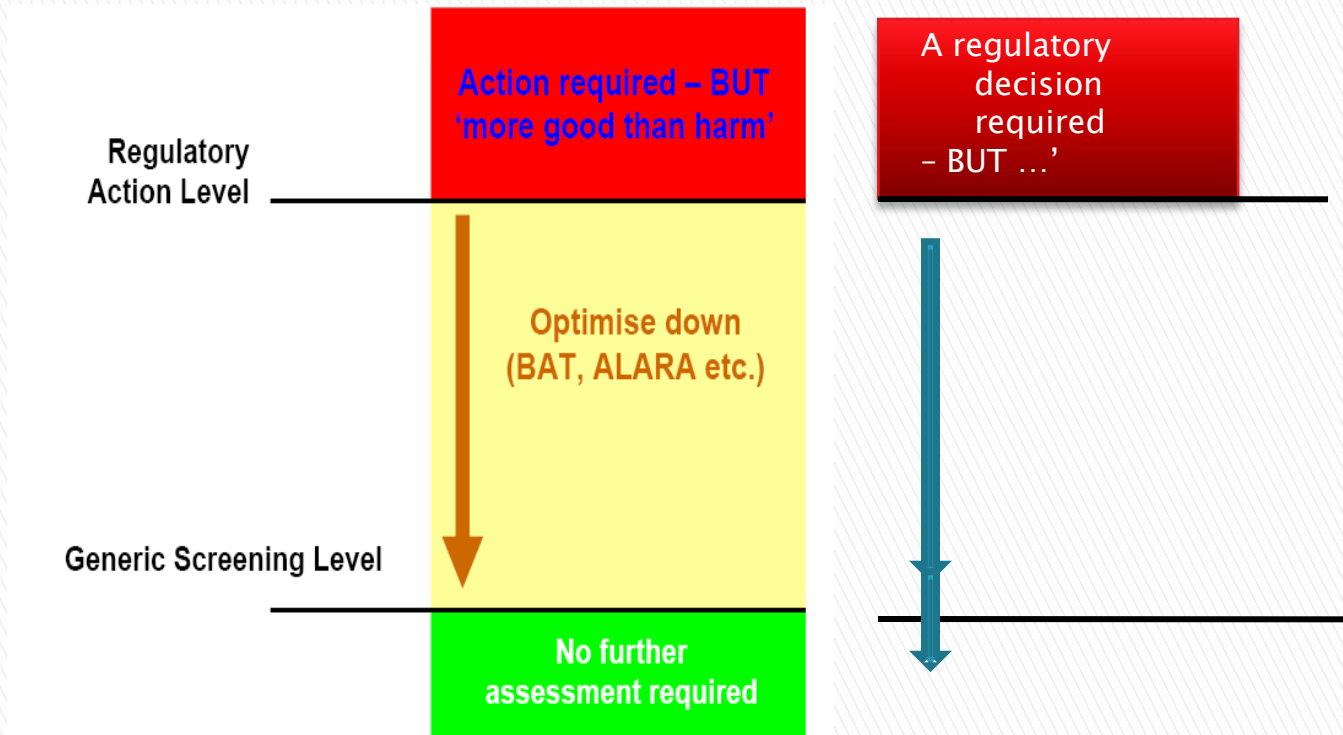 Action required – BUT
‘more good than harm’
Regulatory
Action Level
Optimise down
(BAT, ALARA etc.)
Generic Screening Level
No further
assessment required
A regulatory
decision
required
– BUT …’